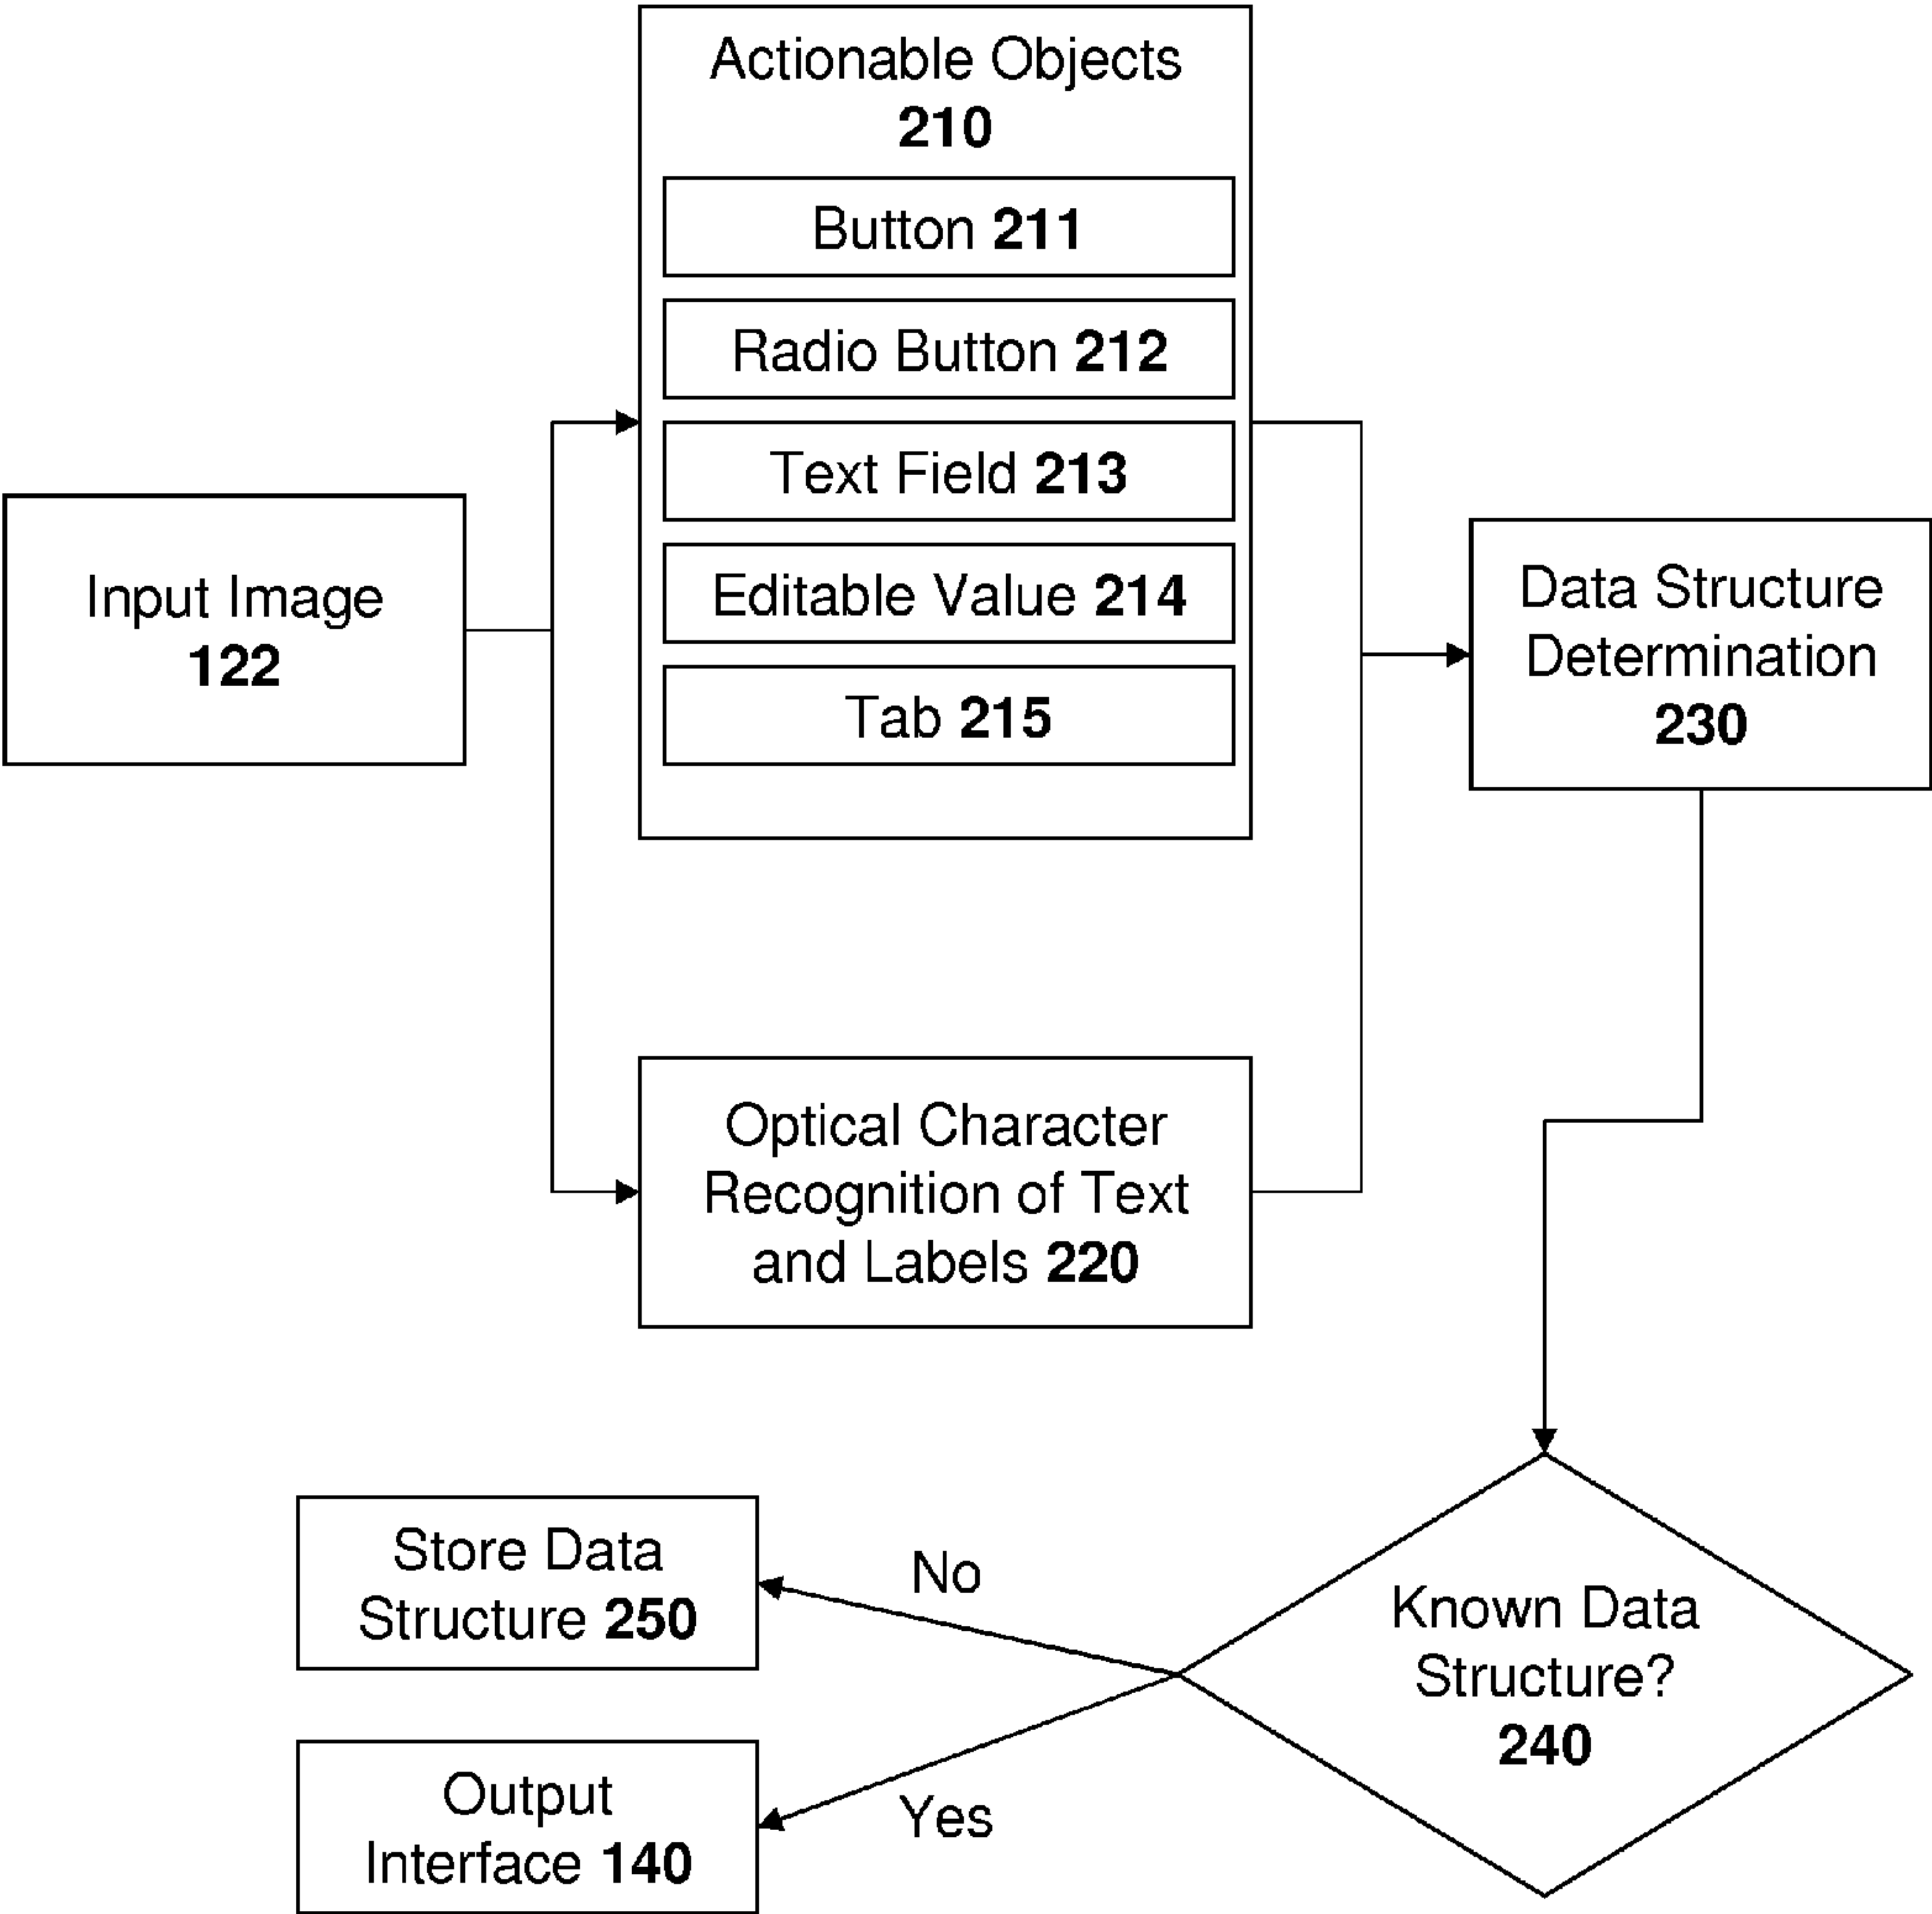 Actionable Objects
210
Button 211
Radio Button 212
Text Field 213
Editable Value 214
Tab 215
Input Image
122
Data Structure
Determination
230
Optical Character
Recognition of Text
and Labels 220
Known Data
Structure?
240
No
Store Data
Structure 250
Yes
Output
Interface 140